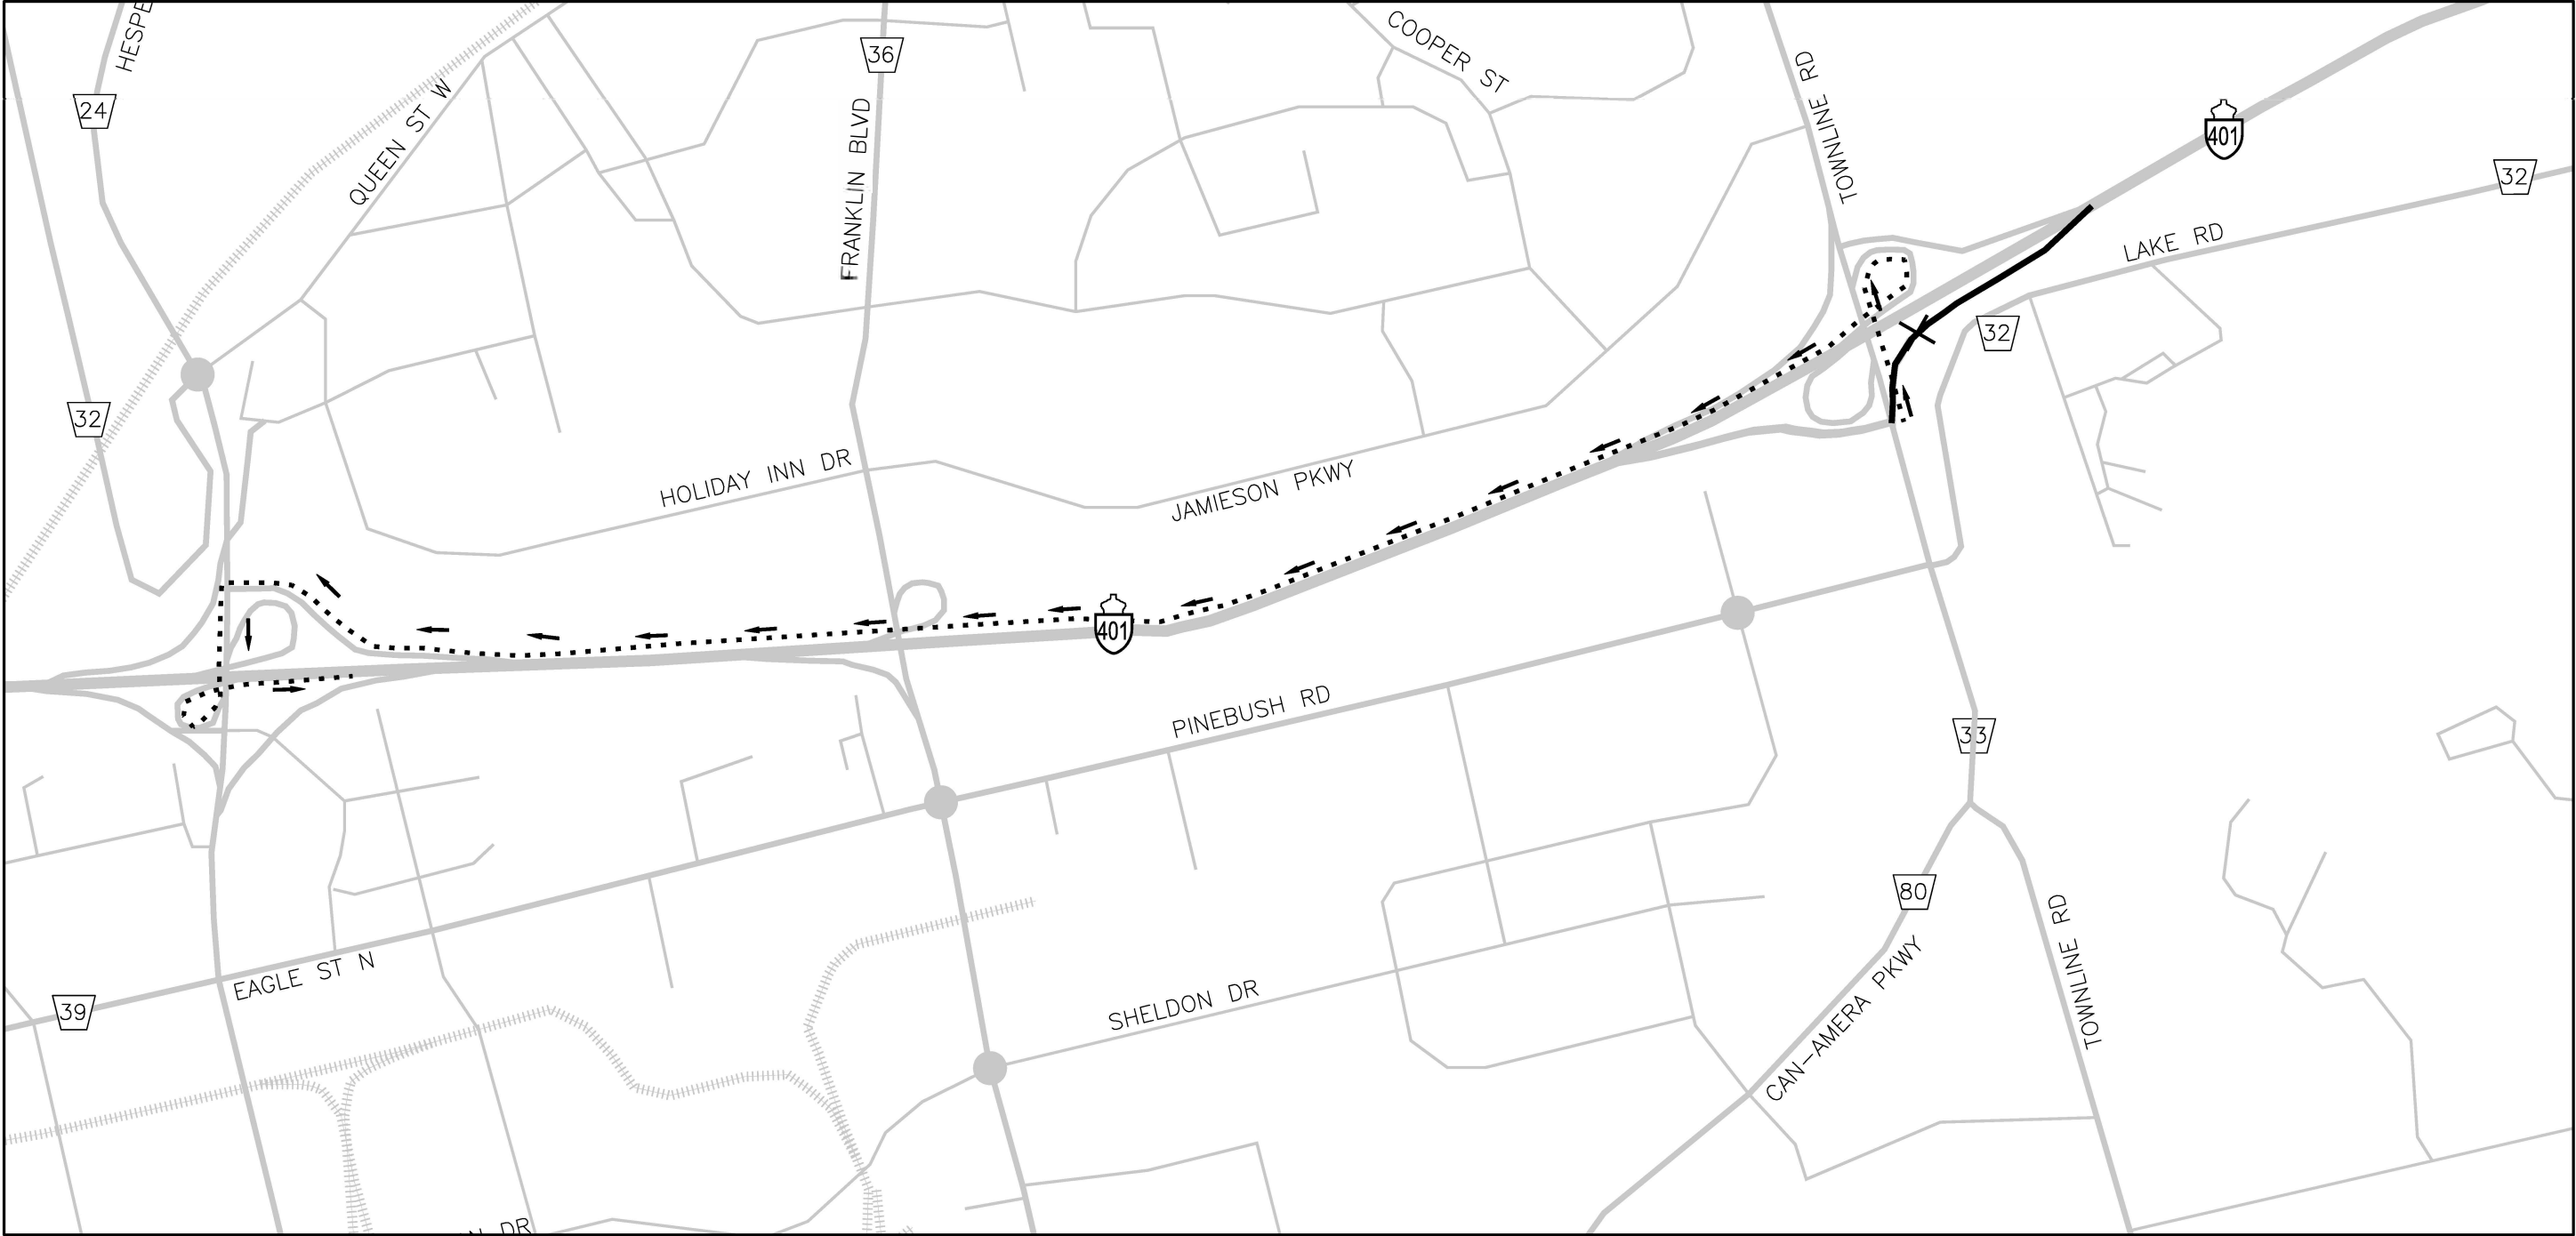 HESPE
COOPER ST
36
TOWNLINE RD
24
QUEEN ST W
FRANKLIN BLVD
401
32
LAKE RD
32
32
HOLIDAY INN DR
JAMIESON PKWY
401
PINEBUSH RD
33
80
TOWNLINE RD
EAGLE ST N
39
SHELDON DR
CAN-AMERA PKWY
DR